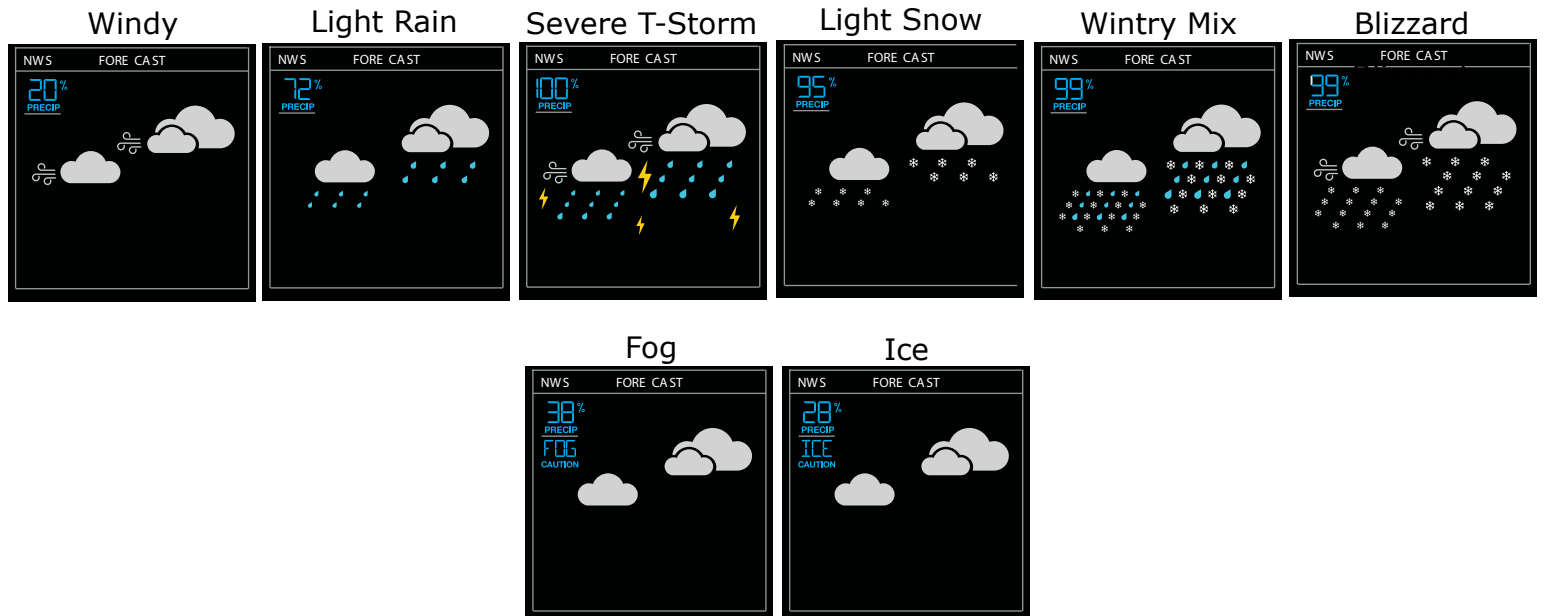 Windy
Light Rain
Severe T-Storm
Light Snow
Wintry Mix
Blizzard
NWS FORE CAST
20%
PRECIP
NWS FORE CAST
72%
PRECIP
NWS FORE CAST
100%
PRECIP
NWS FORE CAST
95%
PRECIP
NWS FORE CAST
99%
PRECIP
NWS FORE CAST
99%
PRECIP
Fog
Ice
NWS FORE CAST
38%
PRECIP
FOG
CAUTION
NWS FORE CAST
28%
PRECIP
ICE
CAUTION